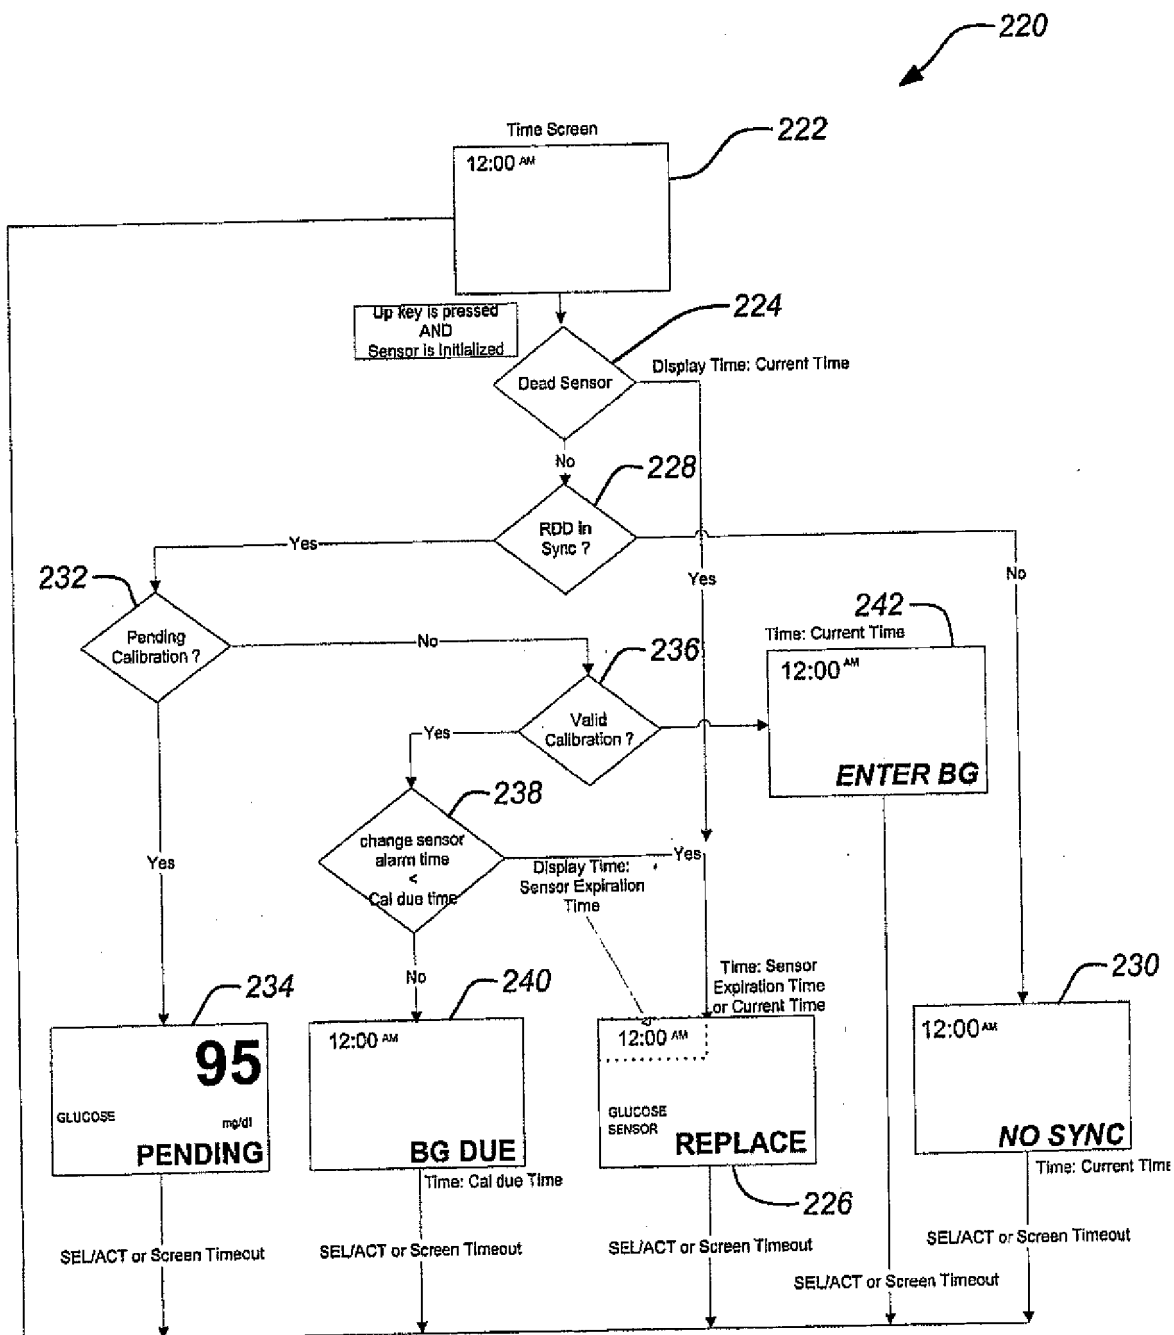 220
Time Screen
222
12:00 AM
Up key is pressed
AND
Sensor is Initialized
224
Dead Sensor
Display Time: Current Time
No
228
RDD In
Sync ?
Yes
No
Yes
232
Pending
Calibration ?
No
236
Valid
Calibration ?
242
Time: Current Time
12:00 AM
ENTER BG
Yes
238
change sensor
alarm time
<
Cal due time
Yes
Display Time:
Sensor Expiration
Time
Yes
No
Time: Sensor
Expiration Time
or Current Time
234
95
GLUCOSE
mg/dl
PENDING
240
12:00 AM
BG DUE
Time: Cal due Time
12:00 AM
GLUCOSE
SENSOR
REPLACE
226
230
12:00 AM
NO SYNC
Time: Current Time
SEL/ACT or Screen Timeout
SEL/ACT or Screen Timeout
SEL/ACT or Screen Timeout
SEL/ACT or Screen Timeout
SEL/ACT or Screen Timeout